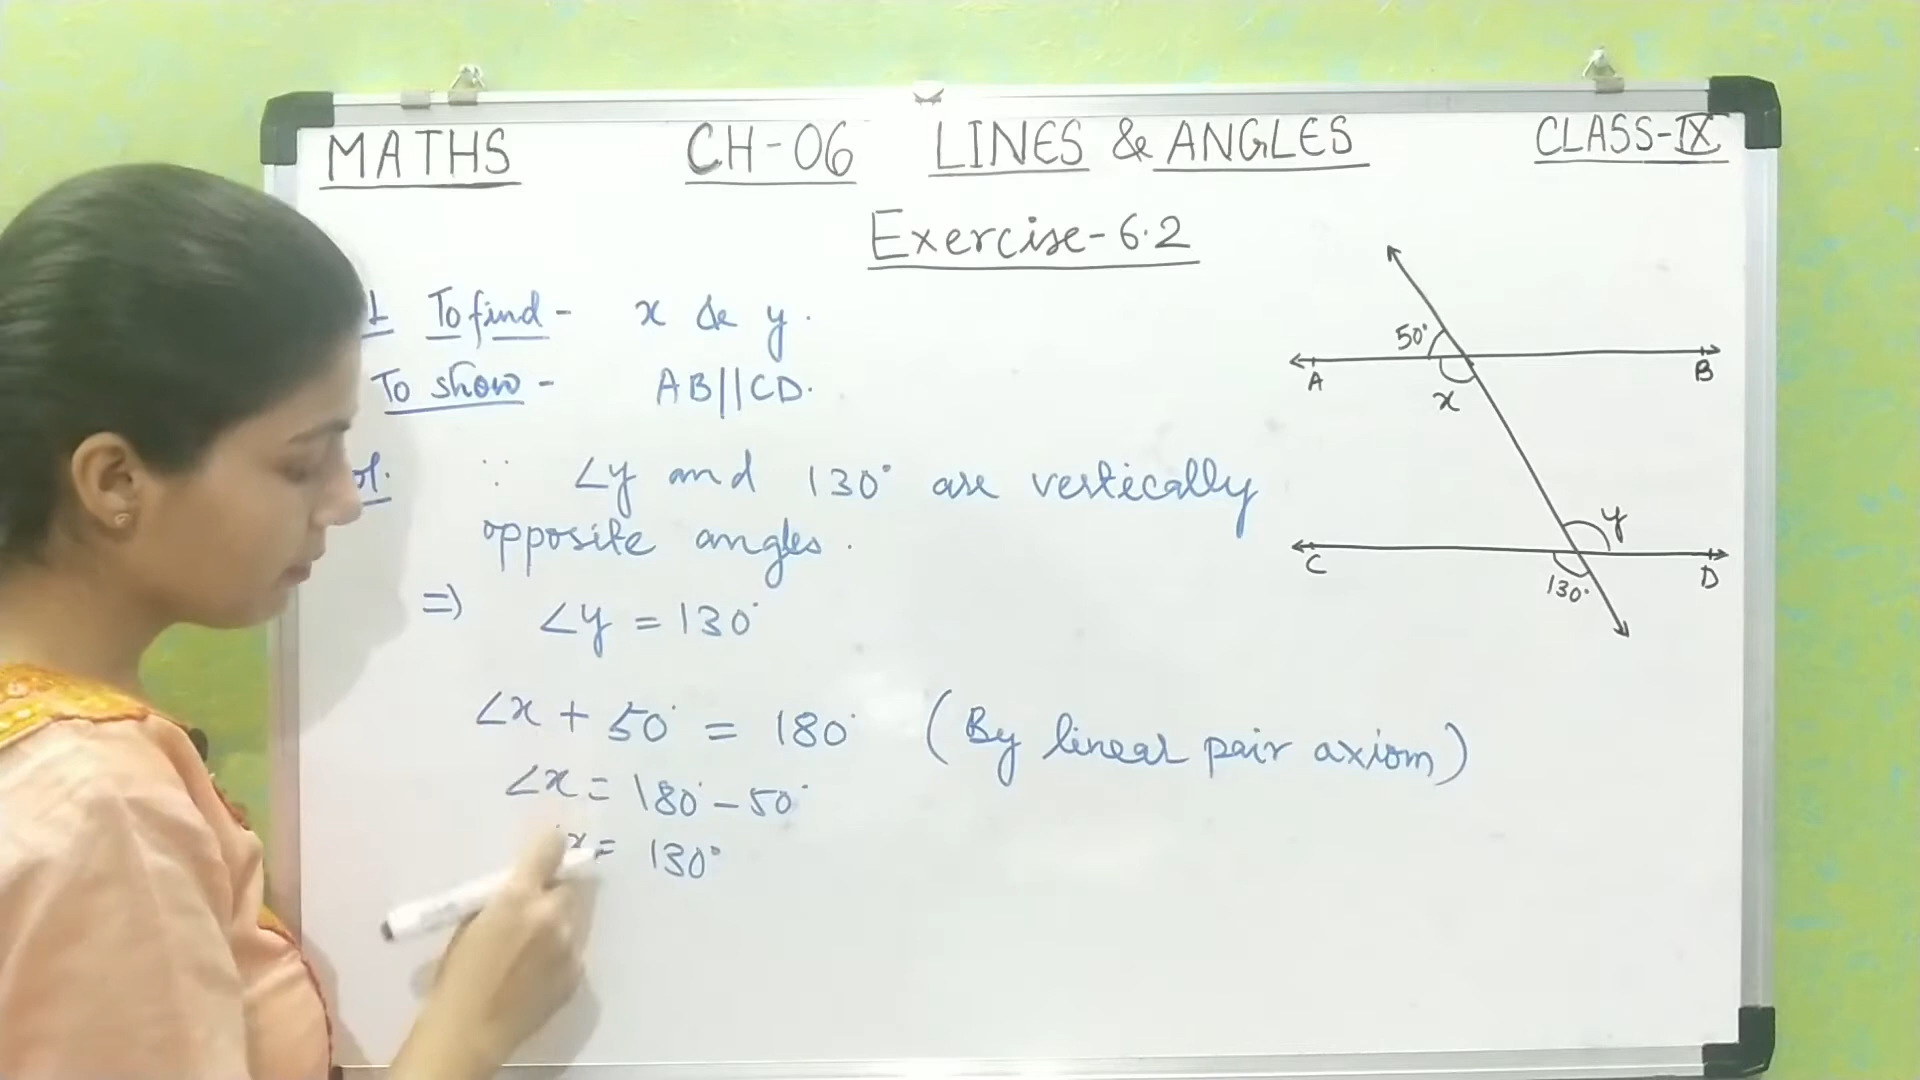 MATHS CH-06 LINES & ANGLES CLASS-IX
Exercise-6.2
1 To find - x & y.
To show - AB||CD.
∵ ∠y and 130° are vertically
opposite angles.
⇒ ∠y = 130°
∠x + 50° = 180° (By linear pair axiom)
∠x = 180° - 50°
x = 130°
50°
A
B
x
y
C
D
130°